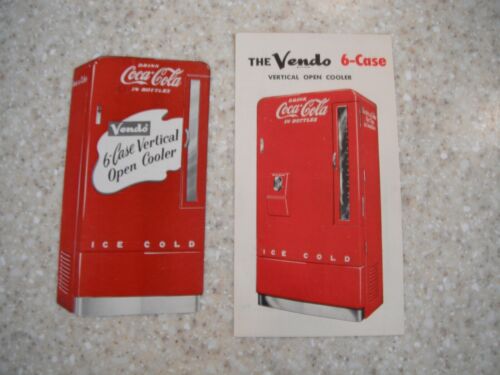 DRINK
Coca-Cola
IN BOTTLES
Vendo
6-Case Vertical
Open Cooler
ICE COLD
THE Vendo 6-Case
VERTICAL OPEN COOLER
DRINK
Coca-Cola
IN BOTTLES
ICE COLD